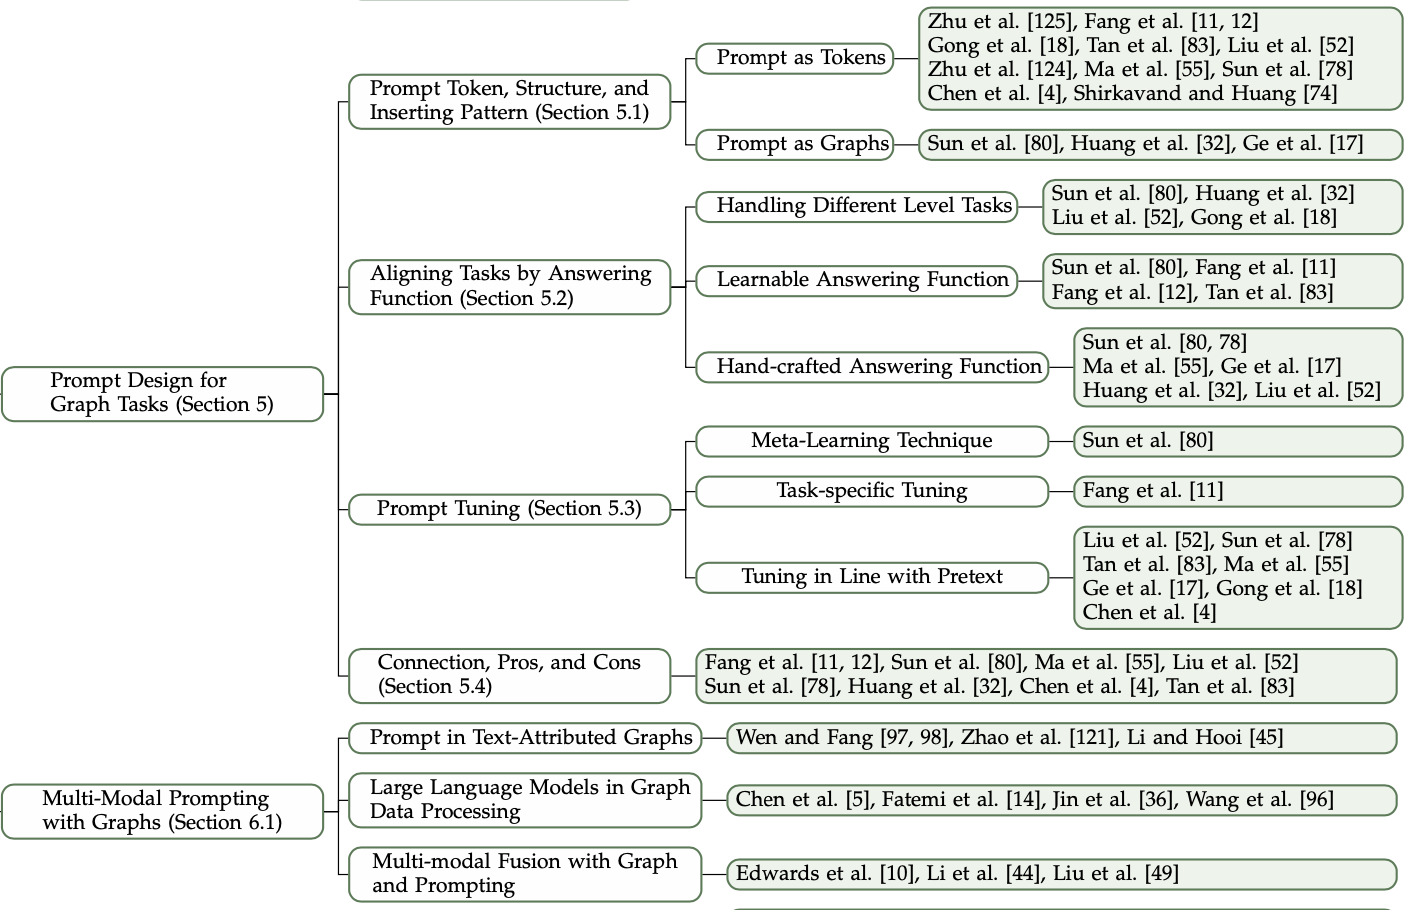 Prompt Design for
Graph Tasks (Section 5)
Prompt Token, Structure, and
Inserting Pattern (Section 5.1)
Prompt as Tokens
Zhu et al. [125], Fang et al. [11, 12]
Gong et al. [18], Tan et al. [83], Liu et al. [52]
Zhu et al. [124], Ma et al. [55], Sun et al. [78]
Chen et al. [4], Shirkavand and Huang [74]
Prompt as Graphs
Sun et al. [80], Huang et al. [32], Ge et al. [17]
Aligning Tasks by Answering
Function (Section 5.2)
Handling Different Level Tasks
Sun et al. [80], Huang et al. [32]
Liu et al. [52], Gong et al. [18]
Learnable Answering Function
Sun et al. [80], Fang et al. [11]
Fang et al. [12], Tan et al. [83]
Hand-crafted Answering Function
Sun et al. [80, 78]
Ma et al. [55], Ge et al. [17]
Huang et al. [32], Liu et al. [52]
Prompt Tuning (Section 5.3)
Meta-Learning Technique
Sun et al. [80]
Task-specific Tuning
Fang et al. [11]
Tuning in Line with Pretext
Liu et al. [52], Sun et al. [78]
Tan et al. [83], Ma et al. [55]
Ge et al. [17], Gong et al. [18]
Chen et al. [4]
Connection, Pros, and Cons
(Section 5.4)
Fang et al. [11, 12], Sun et al. [80], Ma et al. [55], Liu et al. [52]
Sun et al. [78], Huang et al. [32], Chen et al. [4], Tan et al. [83]
Multi-Modal Prompting
with Graphs (Section 6.1)
Prompt in Text-Attributed Graphs
Wen and Fang [97, 98], Zhao et al. [121], Li and Hooi [45]
Large Language Models in Graph
Data Processing
Chen et al. [5], Fatemi et al. [14], Jin et al. [36], Wang et al. [96]
Multi-modal Fusion with Graph
and Prompting
Edwards et al. [10], Li et al. [44], Liu et al. [49]